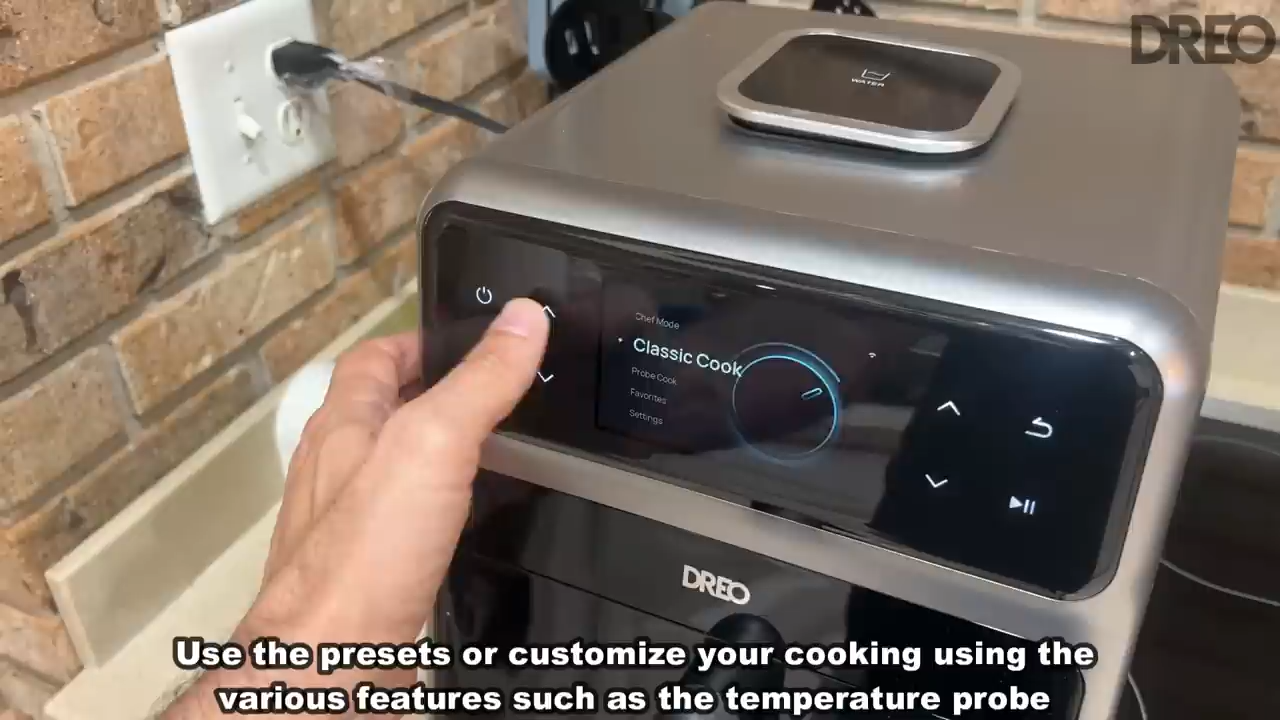 DREO
WATER
Chef Mode
Classic Cook
Probe Cook
Favorites
Settings
DREO
Use the presets or customize your cooking using the
various features such as the temperature probe